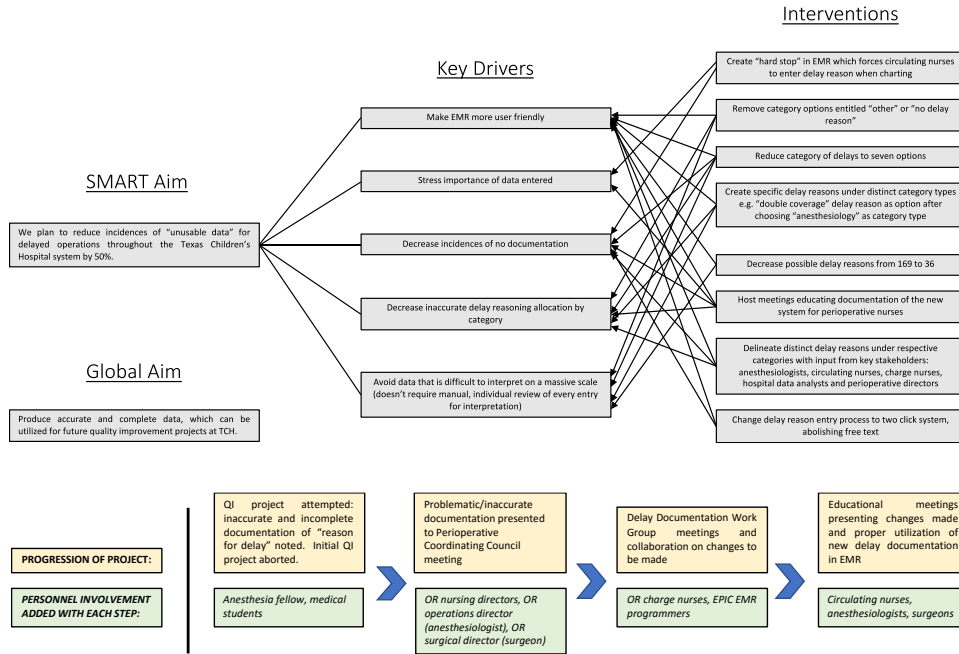 Interventions
Key Drivers
SMART Aim
We plan to reduce incidences of “unusable data” for
delayed operations throughout the Texas Children’s
Hospital system by 50%.
Global Aim
Produce accurate and complete data, which can be
utilized for future quality improvement projects at TCH.
Make EMR more user friendly
Stress importance of data entered
Decrease incidences of no documentation
Decrease inaccurate delay reasoning allocation by
category
Avoid data that is difficult to interpret on a massive scale
(doesn’t require manual, individual review of every entry
for interpretation)
Create “hard stop” in EMR which forces circulating nurses
to enter delay reason when charting
Remove category options entitled “other” or “no delay
reason”
Reduce category of delays to seven options
Create specific delay reasons under distinct category types
e.g. “double coverage” delay reason as option after
choosing “anesthesiology” as category type
Decrease possible delay reasons from 169 to 36
Host meetings educating documentation of the new
system for perioperative nurses
Delineate distinct delay reasons under respective
categories with input from key stakeholders:
anesthesiologists, circulating nurses, charge nurses,
hospital data analysts and perioperative directors
Change delay reason entry process to two click system,
abolishing free text
PROGRESSION OF PROJECT:
QI project attempted:
inaccurate and incomplete
documentation of “reason
for delay” noted. Initial QI
project aborted.
Problematic/inaccurate
documentation presented
to Perioperative
Coordinating Council
meeting
Delay Documentation Work
Group meetings and
collaboration on changes to
be made
Educational meetings
presenting changes made
and proper utilization of
new delay documentation
in EMR
PERSONNEL INVOLVEMENT
ADDED WITH EACH STEP:
Anesthesia fellow, medical
students
OR nursing directors, OR
operations director
(anesthesiologist), OR
surgical director (surgeon)
OR charge nurses, EPIC EMR
programmers
Circulating nurses,
anesthesiologists, surgeons